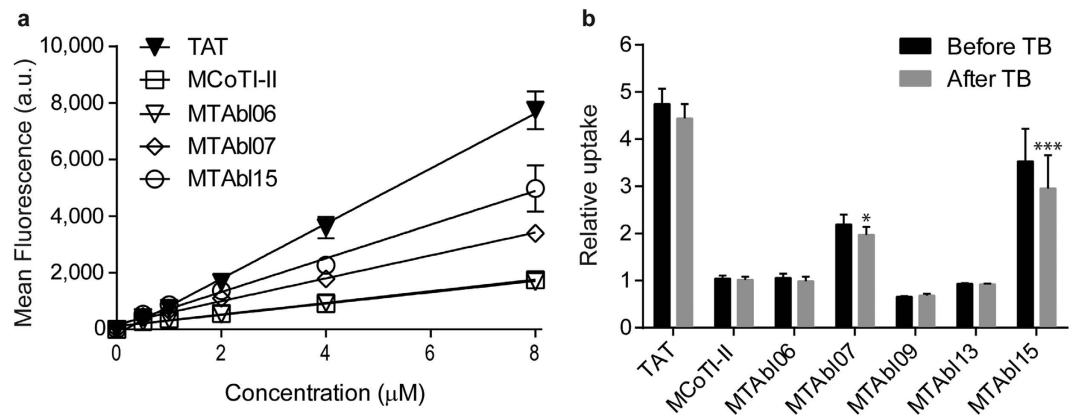 a
10,000
8,000
6,000
4,000
2,000
0
Mean Fluorescence (a.u.)
TAT
MCoTI-II
MTAbl06
MTAbl07
MTAbl15
0 2 4 6 8
Concentration (μM)
b
6
5
4
3
2
1
0
Relative uptake
Before TB
After TB
*
***
TAT
MCoTI-II
MTAbl06
MTAbl07
MTAbl09
MTAbl13
MTAbl15